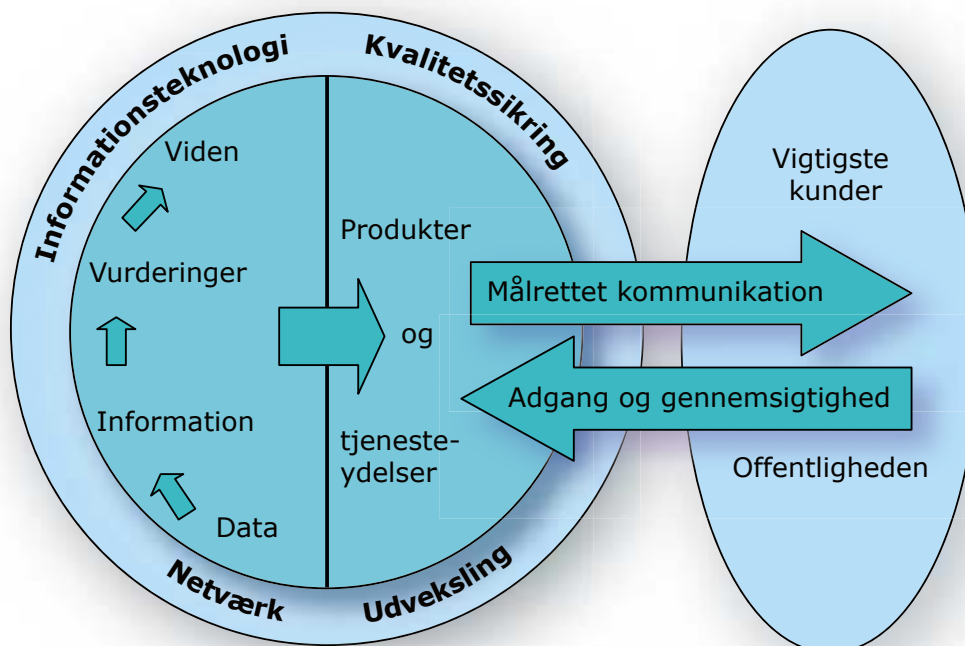 Informationsteknologi
Kvalitetssikring
Viden
Vurderinger
Information
Data
Produkter
og
tjeneste-
ydelser
Netværk
Udveksling
Vigtigste
kunder
Målrettet kommunikation
Adgang og gennemsigtighed
Offentligheden